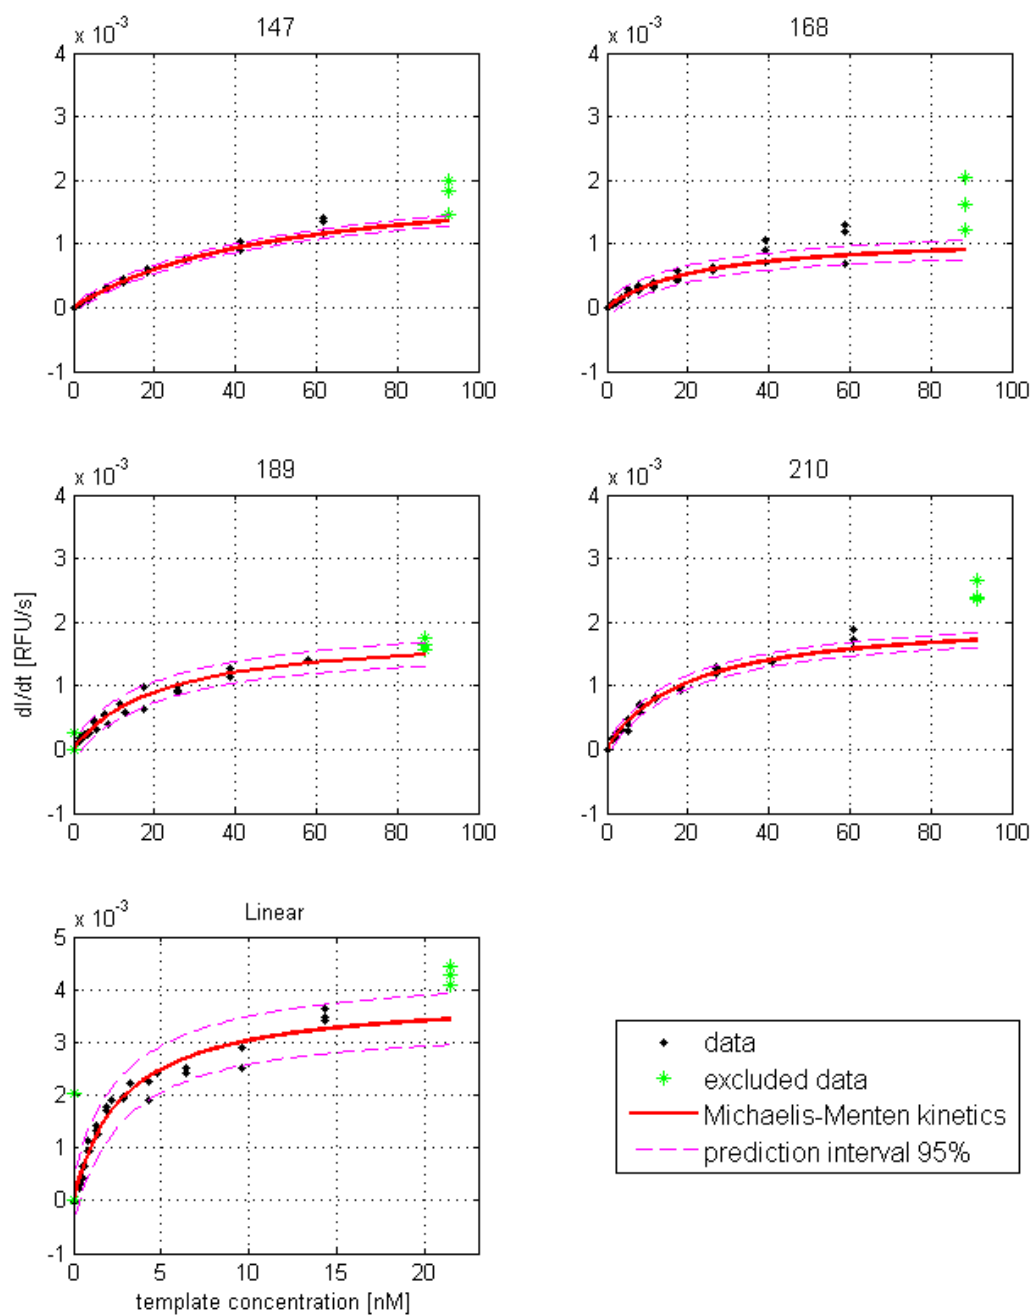 147
x 10^-3
4
3
2
1
0
-1
0 20 40 60 80 100
168
x 10^-3
4
3
2
1
0
-1
0 20 40 60 80 100
189
x 10^-3
4
3
2
1
0
-1
0 20 40 60 80 100
dI/dt [RFU/s]
210
x 10^-3
4
3
2
1
0
-1
0 20 40 60 80 100
Linear
x 10^-3
5
4
3
2
1
0
-1
0 5 10 15 20
template concentration [nM]
data
excluded data
Michaelis-Menten kinetics
prediction interval 95%